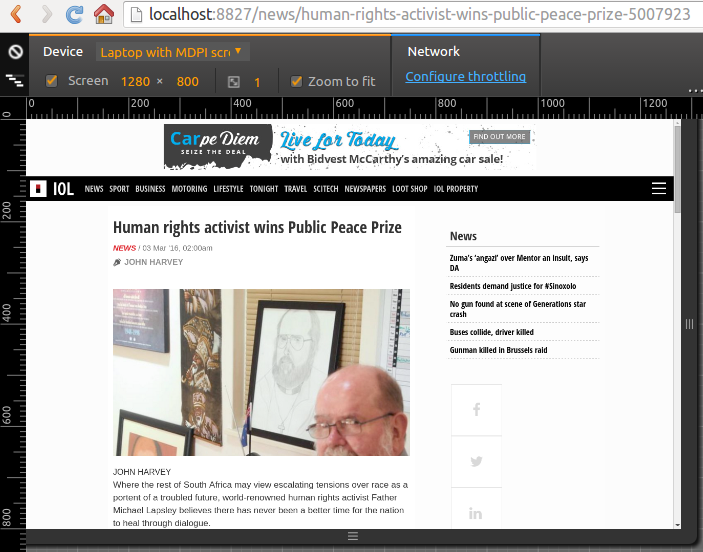 localhost:8827/news/human-rights-activist-wins-public-peace-prize-5007923
Device Laptop with MDPI scre Network
Screen 1280 × 800 1 Zoom to fit Configure throttling
...
0 200 400 600 800 1000 1200
0
200
400
600
800
Carpe Diem
SEIZE THE DEAL
Live for Today
with Bidvest McCarthy's amazing car sale!
FIND OUT MORE
IOL NEWS SPORT BUSINESS MOTORING LIFESTYLE TONIGHT TRAVEL SCITECH NEWSPAPERS LOOT SHOP IOL PROPERTY
Human rights activist wins Public Peace Prize
NEWS / 03 Mar '16, 02:00am
JOHN HARVEY
JOHN HARVEY
Where the rest of South Africa may view escalating tensions over race as a
portent of a troubled future, world-renowned human rights activist Father
Michael Lapsley believes there has never been a better time for the nation
to heal through dialogue.
News
Zuma's 'angazi' over Mentor an insult, says
DA
Residents demand justice for #Sinoxolo
No gun found at scene of Generations star
crash
Buses collide, driver killed
Gunman killed in Brussels raid